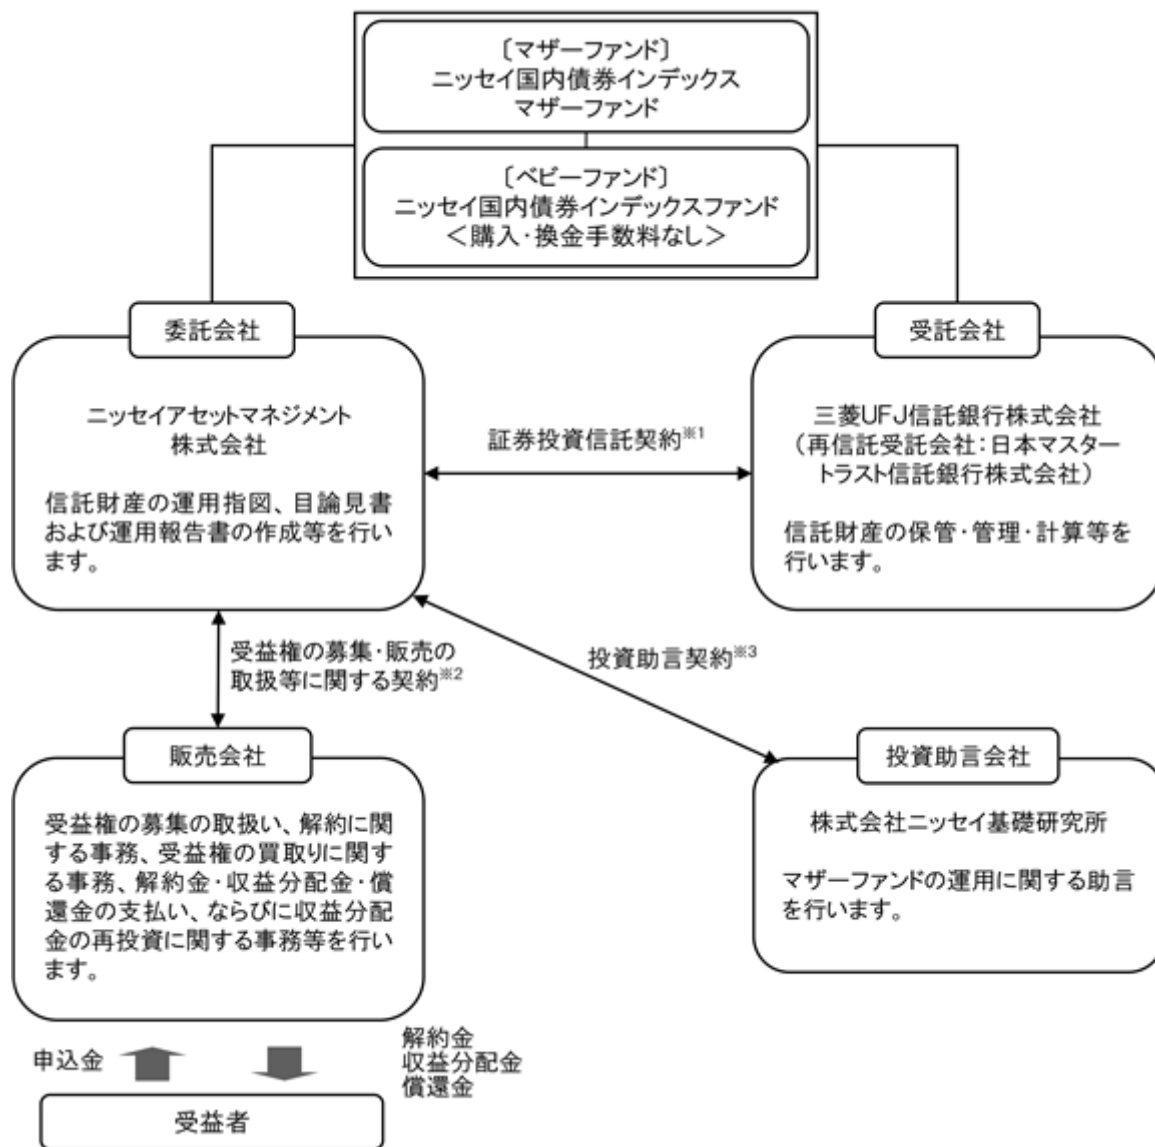 〔マザーファンド〕
ニッセイ国内債券インデックス
マザーファンド
〔ベビーファンド〕
ニッセイ国内債券インデックスファンド
＜購入・換金手数料なし＞
委託会社
ニッセイアセットマネジメント
株式会社
信託財産の運用指図、目論見書
および運用報告書の作成等を行い
ます。
証券投資信託契約※1
受託会社
三菱UFJ信託銀行株式会社
（再信託受託会社：日本マスター
トラスト信託銀行株式会社）
信託財産の保管・管理・計算等を
行います。
受益権の募集・販売の
取扱等に関する契約※2
投資助言契約※3
販売会社
受益権の募集の取扱い、解約に関
する事務、受益権の買取りに関す
る事務、解約金・収益分配金・償
還金の支払い、ならびに収益分配
金の再投資に関する事務等を行い
ます。
投資助言会社
株式会社ニッセイ基礎研究所
マザーファンドの運用に関する助言
を行います。
申込金
解約金
収益分配金
償還金
受益者